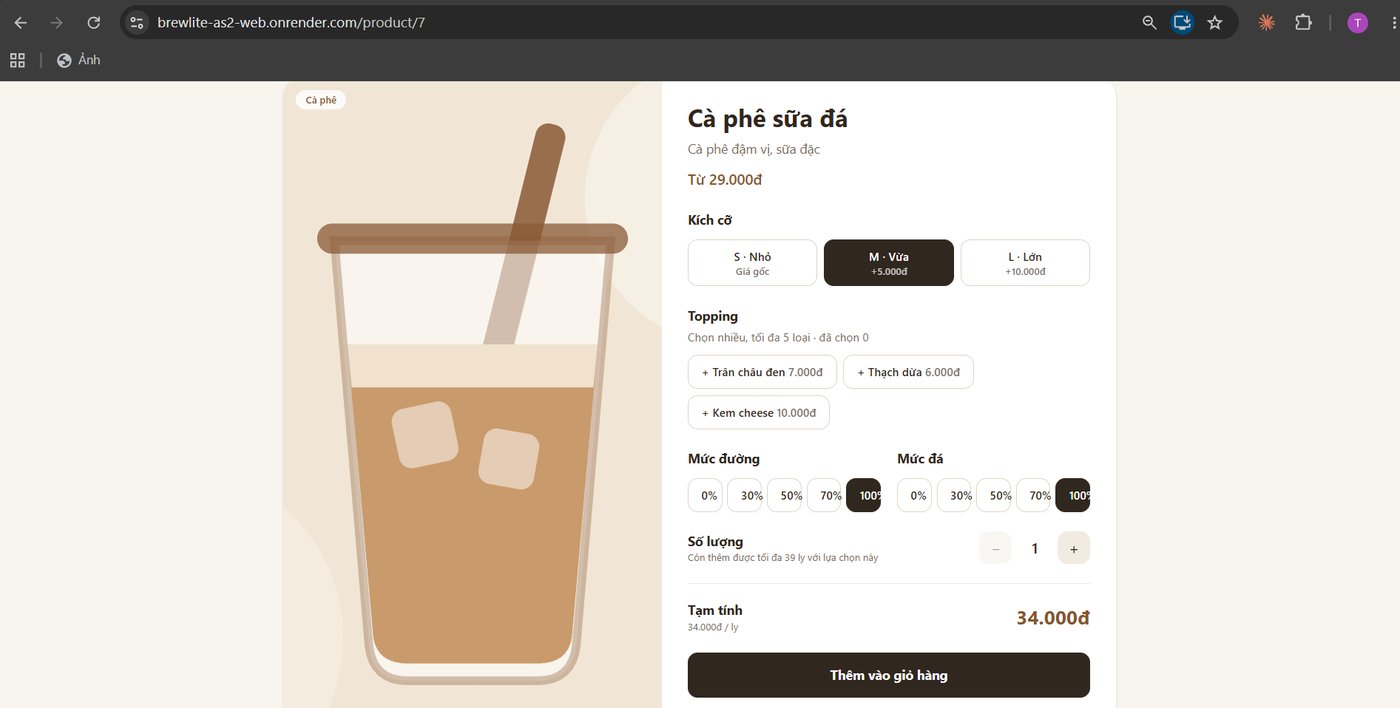 brewlite-as2-web.onrender.com/product/7
T
Ảnh
Cà phê
Cà phê sữa đá
Cà phê đậm vị, sữa đặc
Từ 29.000đ
Kích cỡ
S · Nhỏ
Giá gốc
M · Vừa
+5.000đ
L · Lớn
+10.000đ
Topping
Chọn nhiều, tối đa 5 loại · đã chọn 0
+ Trân châu đen 7.000đ
+ Thạch dừa 6.000đ
+ Kem cheese 10.000đ
Mức đường
0% 30% 50% 70% 100%
Mức đá
0% 30% 50% 70% 100%
Số lượng
Còn thêm được tối đa 39 ly với lựa chọn này
− 1 +
Tạm tính
34.000đ / ly
34.000đ
Thêm vào giỏ hàng